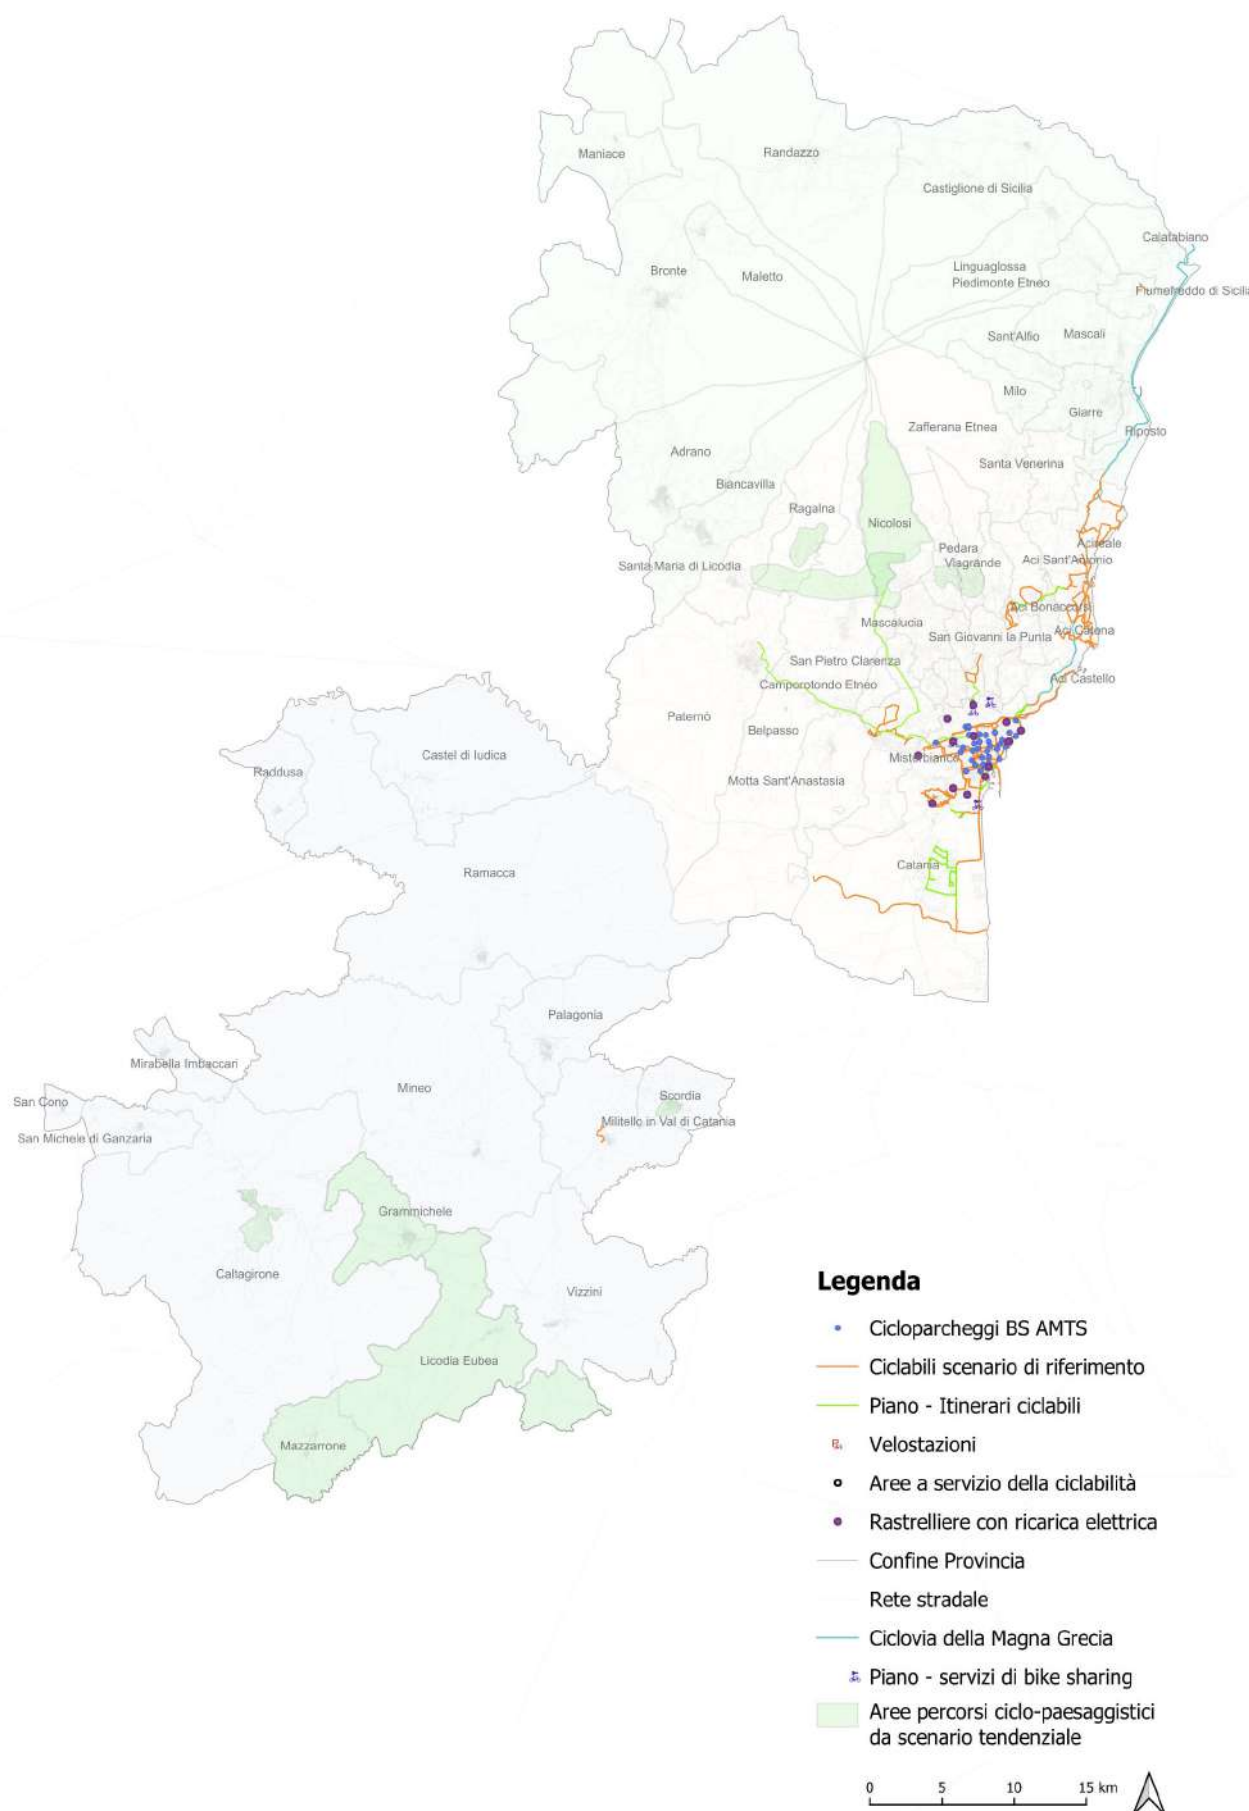 Maniace
Randazzo
Castiglione di Sicilia
Calatabiano
Bronte
Maletto
Linguaglossa
Piedimonte Etneo
Fiumefreddo di Sicilia
Sant'Alfio
Mascali
Milo
Giarre
Riposto
Zafferana Etnea
Adrano
Santa Venerina
Biancavilla
Ragalna
Nicolosi
Acireale
Pedara
Aci Sant'Antonio
Viagrande
Santa Maria di Licodia
Aci Bonaccorsi
Mascalucia
San Giovanni la Punta
Aci Catena
San Pietro Clarenza
Camporotondo Etneo
Aci Castello
Paternò
Belpasso
Misterbianco
Motta Sant'Anastasia
Castel di Iudica
Raddusa
Catania
Ramacca
Palagonia
Mirabella Imbaccari
Mineo
Scordia
San Cono
Militello in Val di Catania
San Michele di Ganzaria
Grammichele
Caltagirone
Vizzini
Licodia Eubea
Mazzarrone
Legenda
Cicloparcheggi BS AMTS
Ciclabili scenario di riferimento
Piano - Itinerari ciclabili
Velostazioni
Aree a servizio della ciclabilità
Rastrelliere con ricarica elettrica
Confine Provincia
Rete stradale
Ciclovia della Magna Grecia
Piano - servizi di bike sharing
Aree percorsi ciclo-paesaggistici
da scenario tendenziale
0 5 10 15 km